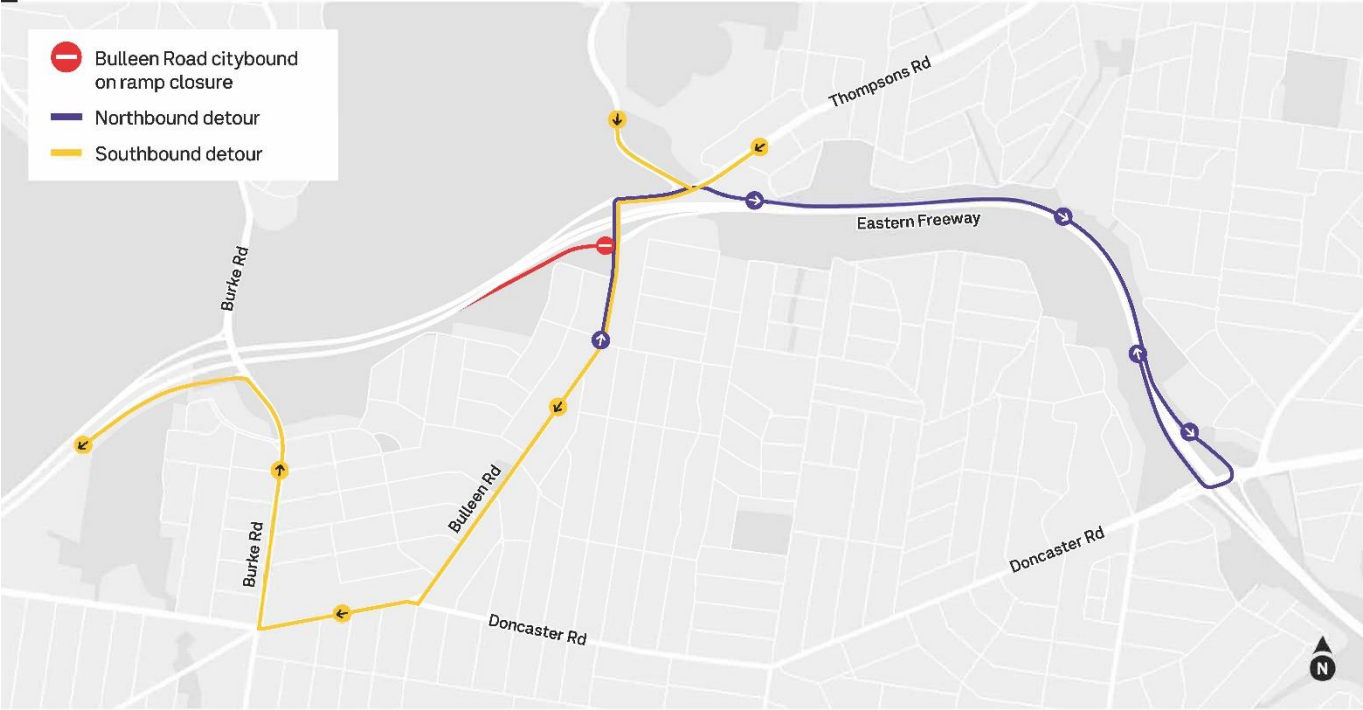 Bulleen Road citybound
on ramp closure
Northbound detour
Southbound detour
Thompsons Rd
Eastern Freeway
Burke Rd
Bulleen Rd
Burke Rd
Doncaster Rd
Doncaster Rd
N